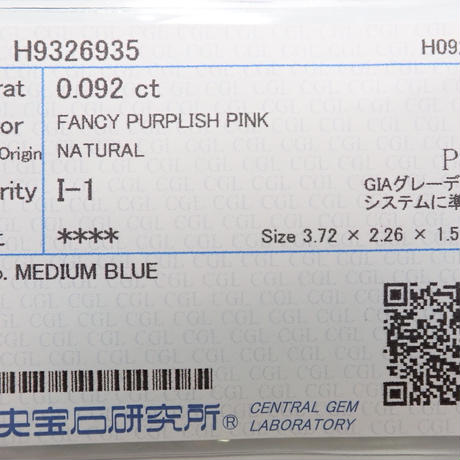 H9326935 H092
rat 0.092 ct
or FANCY PURPLISH PINK
Origin NATURAL P
rity I-1 GIAグレーデ
システムに準
**** Size 3.72 × 2.26 × 1.5
o. MEDIUM BLUE
央宝石研究所® CENTRAL GEM
LABORATORY